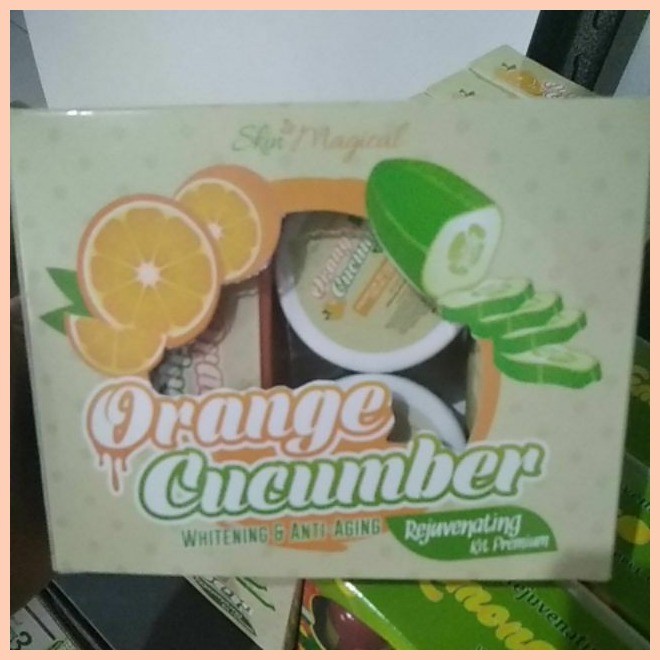 Skin Magical
Orange
Cucumber
WHITENING & ANTI-AGING
Rejuvenating
Kit Premium